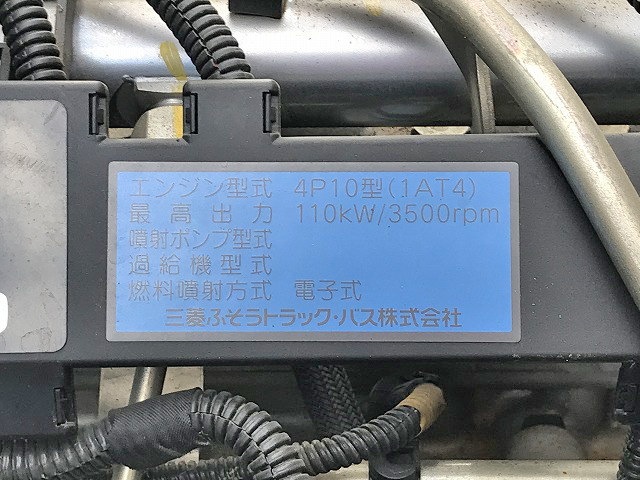 エンジン型式 4P10型(1AT4)
最高出力 110kW/3500rpm
噴射ポンプ型式
過給機型式
燃料噴射方式 電子式
三菱ふそうトラック・バス株式会社